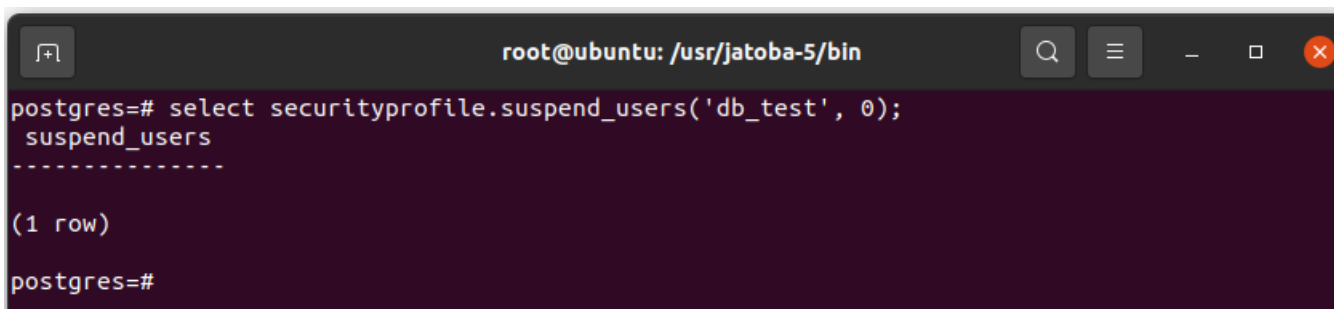 root@ubuntu: /usr/jatoba-5/bin
postgres=# select securityprofile.suspend_users('db_test', 0);
 suspend_users
---------------

(1 row)

postgres=#